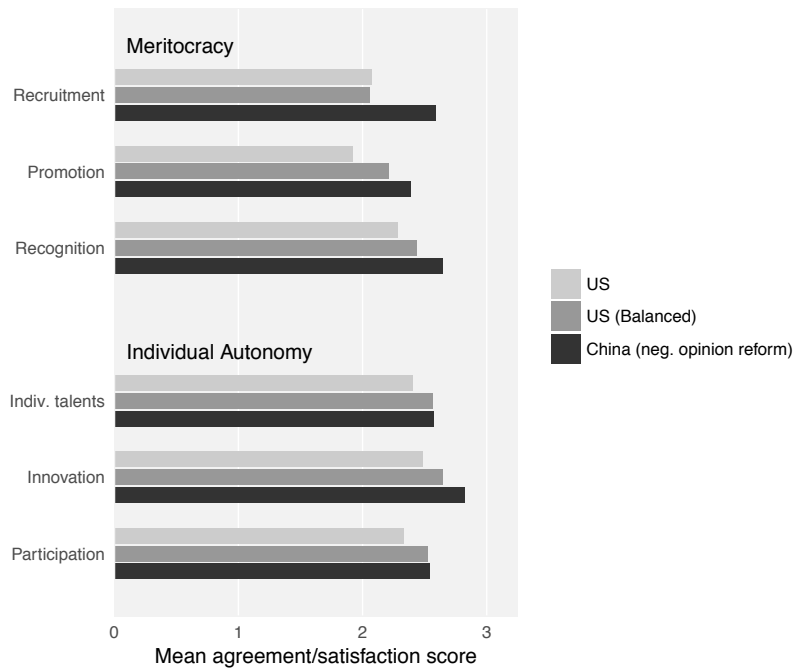 Meritocracy
Recruitment
Promotion
Recognition
Individual Autonomy
Indiv. talents
Innovation
Participation
0 1 2 3
Mean agreement/satisfaction score
US
US (Balanced)
China (neg. opinion reform)